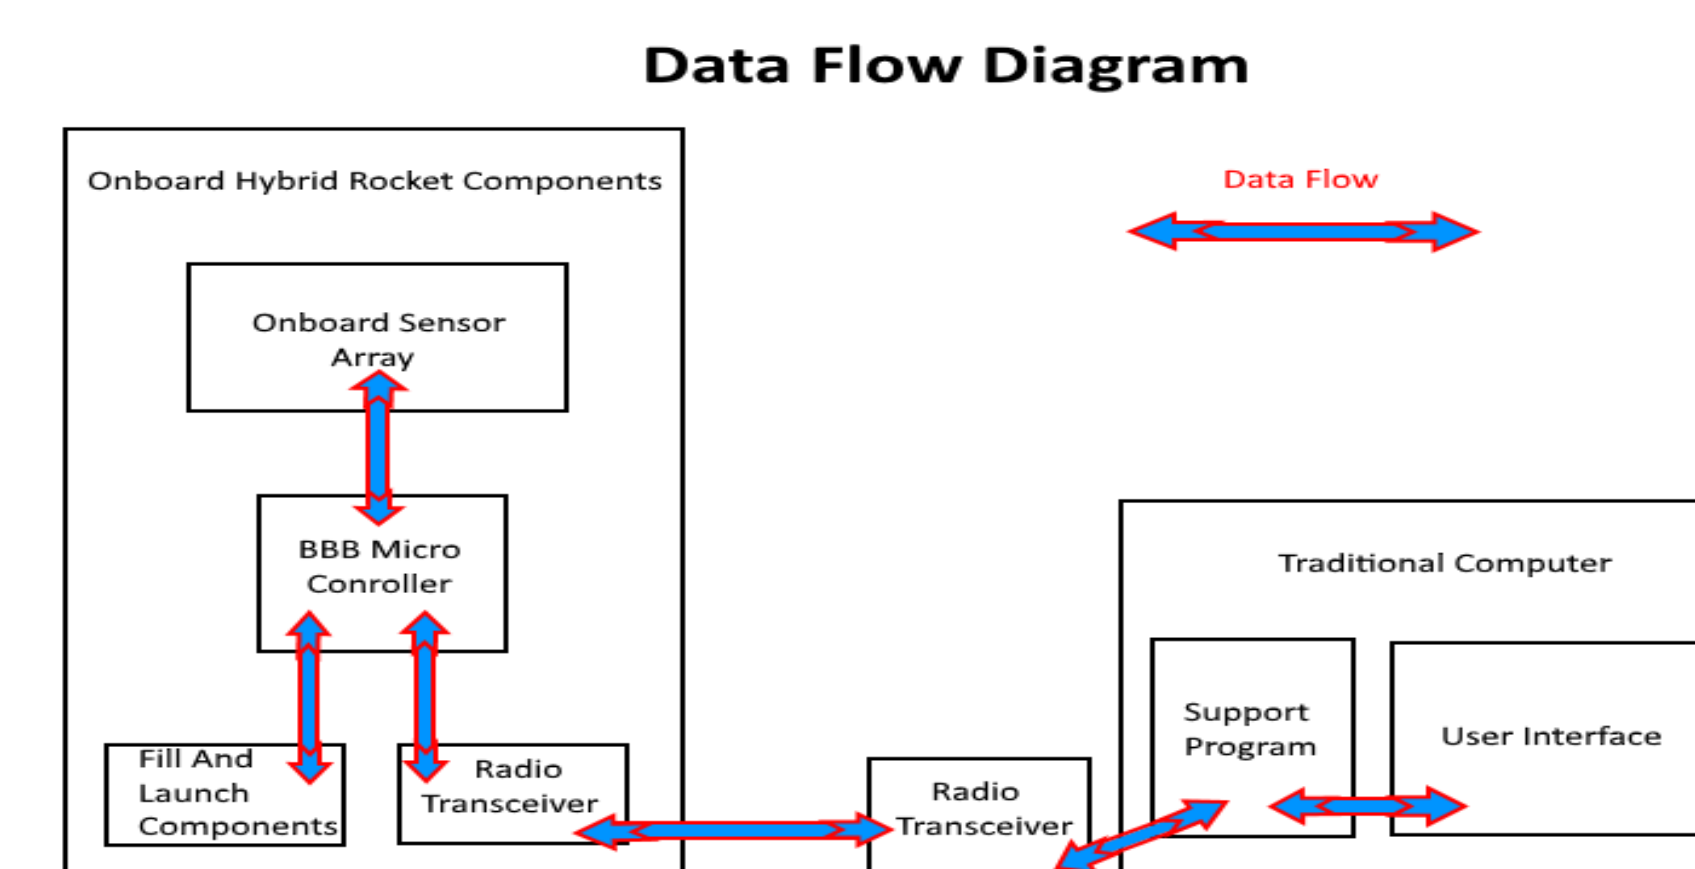 Data Flow Diagram
Onboard Hybrid Rocket Components
Data Flow
Onboard Sensor
Array
BBB Micro
Conroller
Traditional Computer
Support
Program
User Interface
Fill And
Launch
Components
Radio
Transceiver
Radio
Transceiver